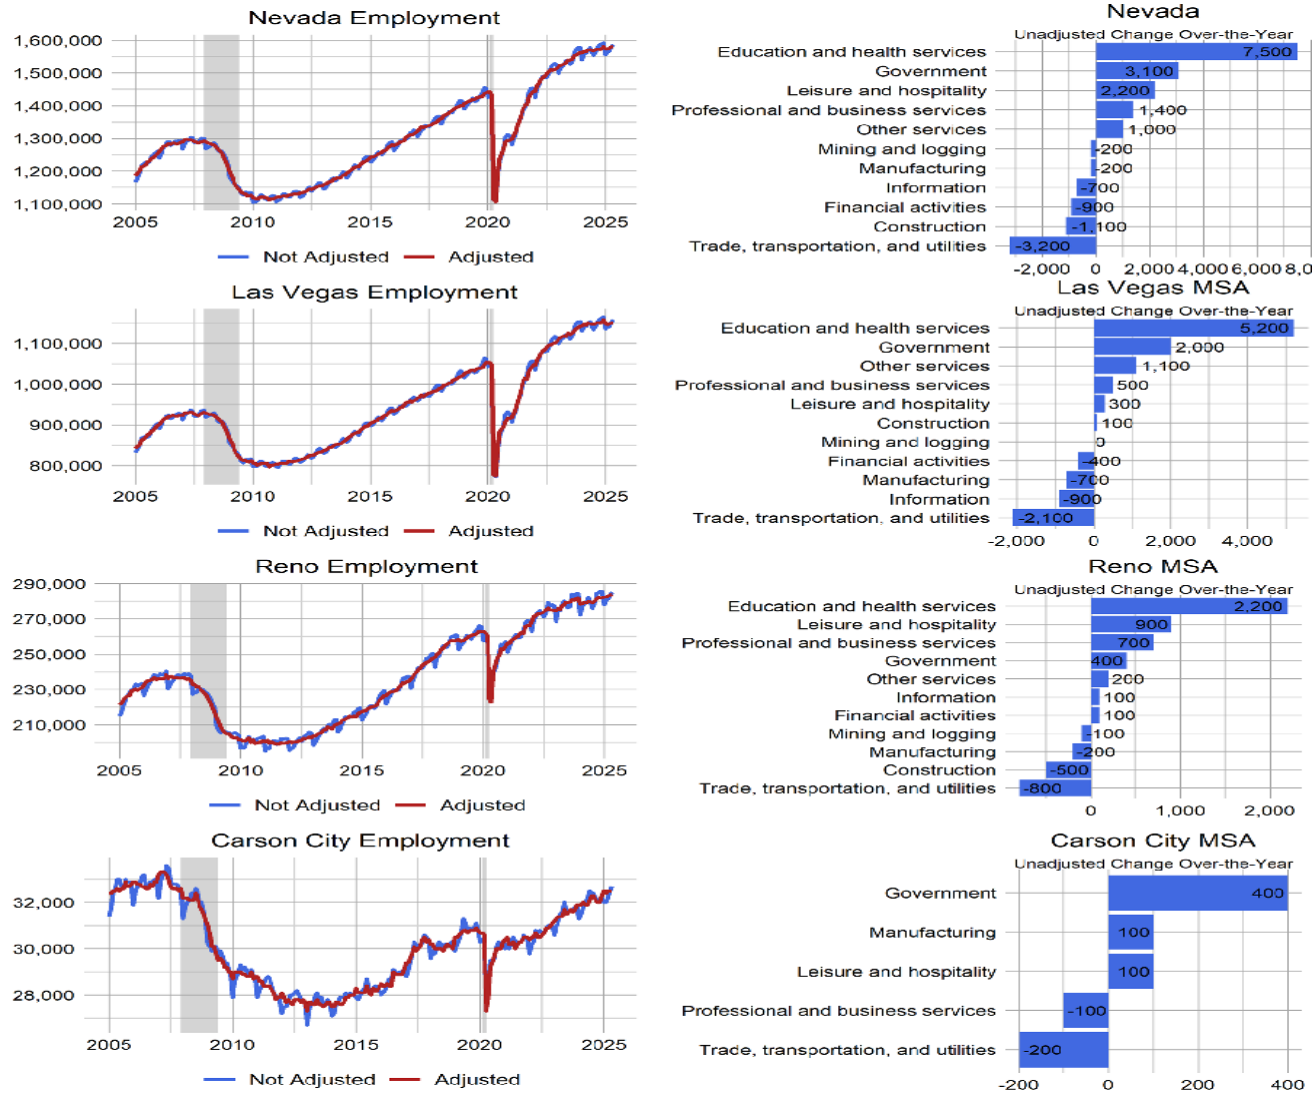 Nevada Employment
1,600,000
1,500,000
1,400,000
1,300,000
1,200,000
1,100,000
2005 2010 2015 2020 2025
Not Adjusted Adjusted
Nevada
Unadjusted Change Over-the-Year
Education and health services 7,500
Government 3,100
Leisure and hospitality 2,200
Professional and business services 1,400
Other services 1,000
Mining and logging -200
Manufacturing -200
Information -700
Financial activities -900
Construction -1,100
Trade, transportation, and utilities -3,200
-2,000 0 2,000 4,000 6,000 8,0
Las Vegas Employment
1,100,000
1,000,000
900,000
800,000
2005 2010 2015 2020 2025
Not Adjusted Adjusted
Las Vegas MSA
Unadjusted Change Over-the-Year
Education and health services 5,200
Government 2,000
Other services 1,100
Professional and business services 500
Leisure and hospitality 300
Construction 100
Mining and logging 0
Financial activities -400
Manufacturing -700
Information -900
Trade, transportation, and utilities -2,100
-2,000 0 2,000 4,000
Reno Employment
290,000
270,000
250,000
230,000
210,000
2005 2010 2015 2020 2025
Not Adjusted Adjusted
Reno MSA
Unadjusted Change Over-the-Year
Education and health services 2,200
Leisure and hospitality 900
Professional and business services 700
Government 400
Other services 200
Information 100
Financial activities 100
Mining and logging -100
Manufacturing -200
Construction -500
Trade, transportation, and utilities -800
0 1,000 2,000
Carson City Employment
32,000
30,000
28,000
2005 2010 2015 2020 2025
Not Adjusted Adjusted
Carson City MSA
Unadjusted Change Over-the-Year
Government 400
Manufacturing 100
Leisure and hospitality 100
Professional and business services -100
Trade, transportation, and utilities -200
-200 0 200 400